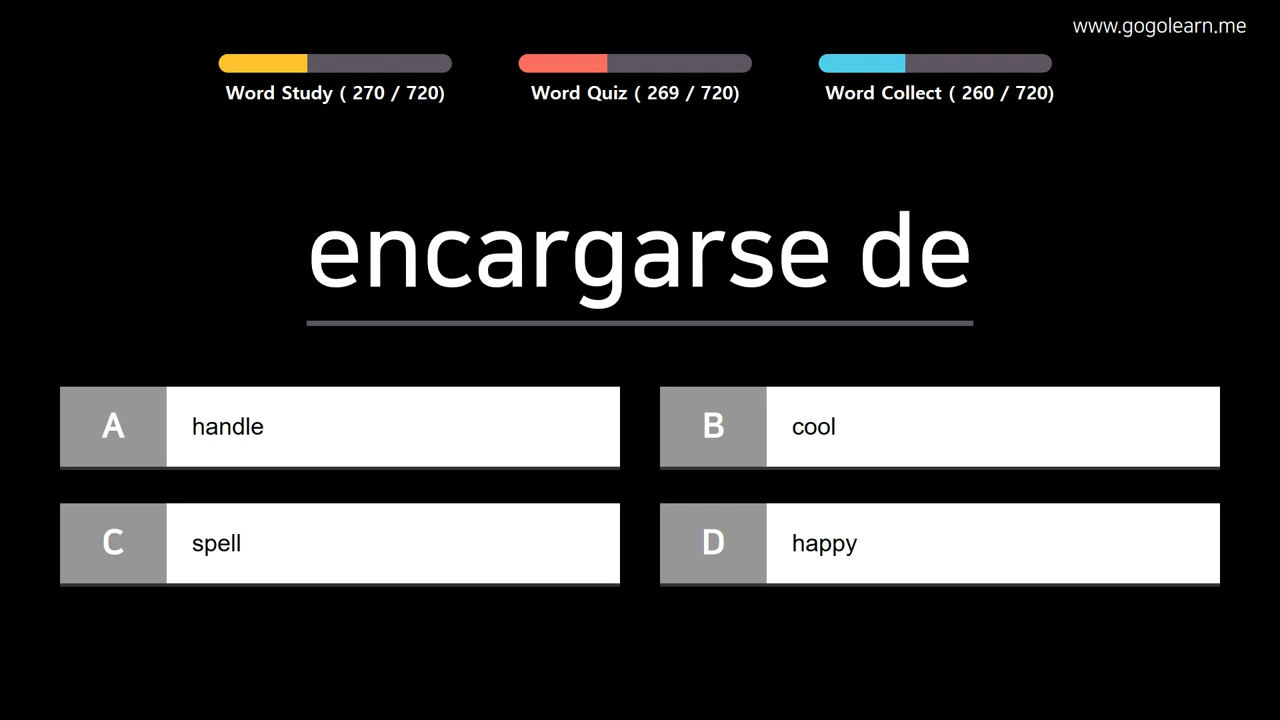 www.gogolearn.me
Word Study ( 270 / 720)
Word Quiz ( 269 / 720)
Word Collect ( 260 / 720)
encargarse de
A handle
B cool
C spell
D happy